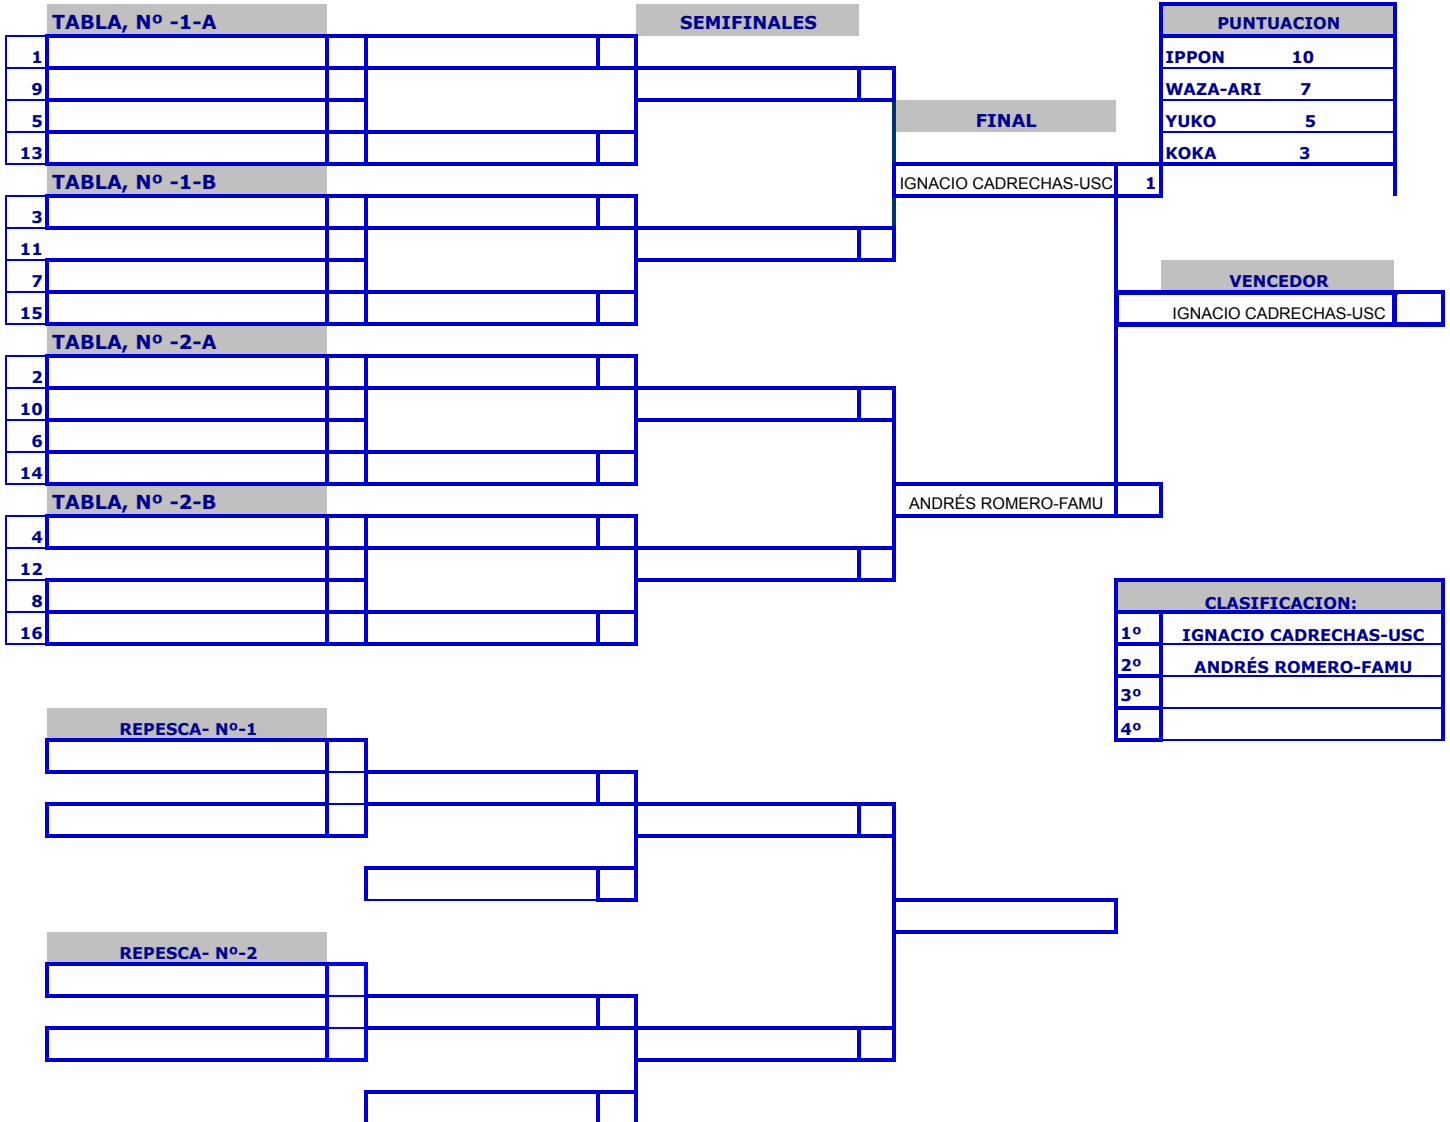 TABLA, Nº -1-A
SEMIFINALES
PUNTUACION
1
IPPON 10
9
WAZA-ARI 7
5
FINAL
YUKO 5
13
KOKA 3
TABLA, Nº -1-B
IGNACIO CADRECHAS-USC 1
3
11
7
VENCEDOR
15
IGNACIO CADRECHAS-USC
TABLA, Nº -2-A
2
10
6
14
TABLA, Nº -2-B
ANDRÉS ROMERO-FAMU
4
12
8
CLASIFICACION:
16
1º IGNACIO CADRECHAS-USC
2º ANDRÉS ROMERO-FAMU
3º
REPESCA- Nº-1
4º
REPESCA- Nº-2